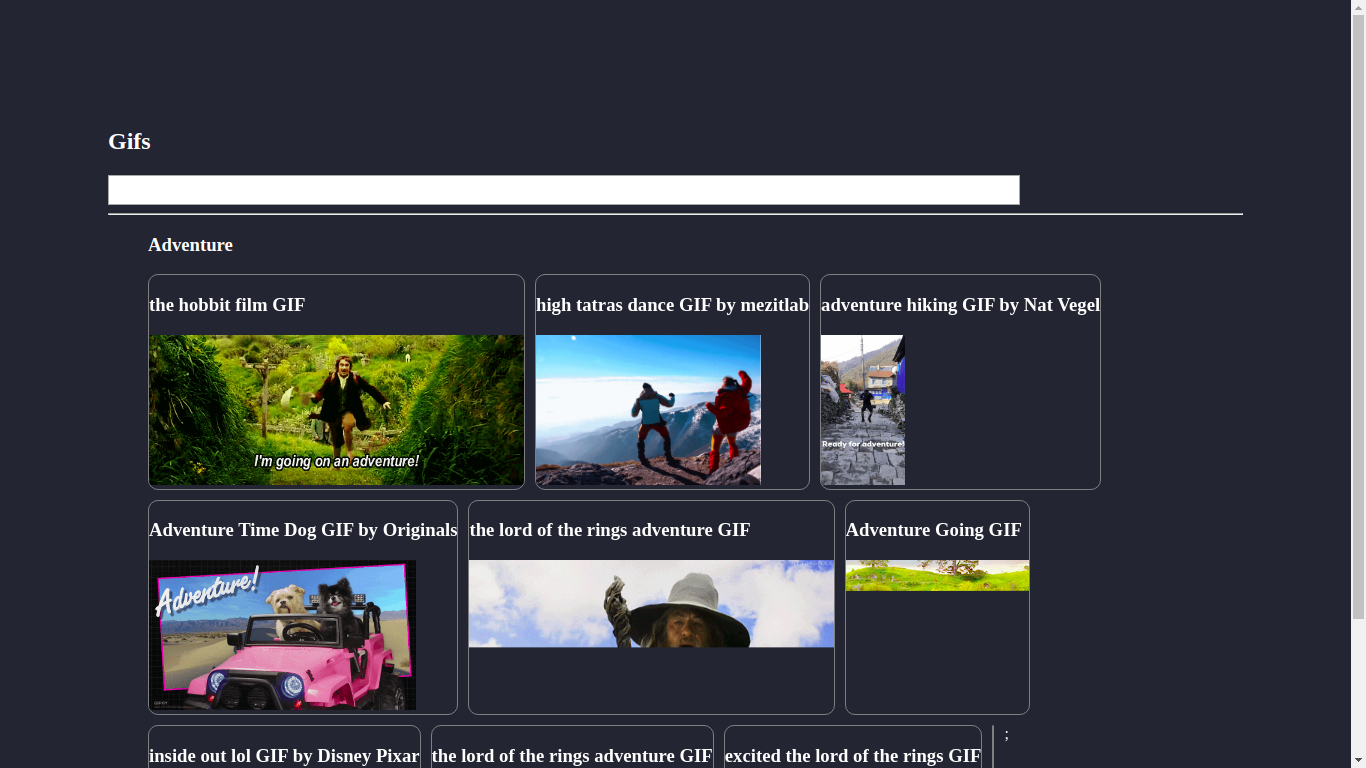 Gifs
Adventure
the hobbit film GIF
high tatras dance GIF by mezitlab
adventure hiking GIF by Nat Vegel
I'm going on an adventure!
Ready for adventure!
Adventure Time Dog GIF by Originals
the lord of the rings adventure GIF
Adventure Going GIF
Adventure!
inside out lol GIF by Disney Pixar
the lord of the rings adventure GIF
excited the lord of the rings GIF
;